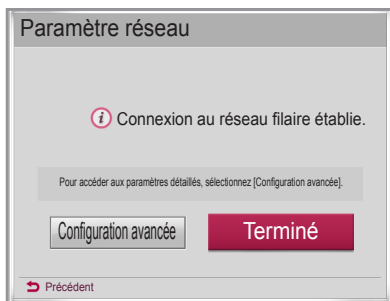 Paramètre réseau
Connexion au réseau filaire établie.
Pour accéder aux paramètres détaillés, sélectionnez [Configuration avancée].
Configuration avancée
Terminé
Précédent